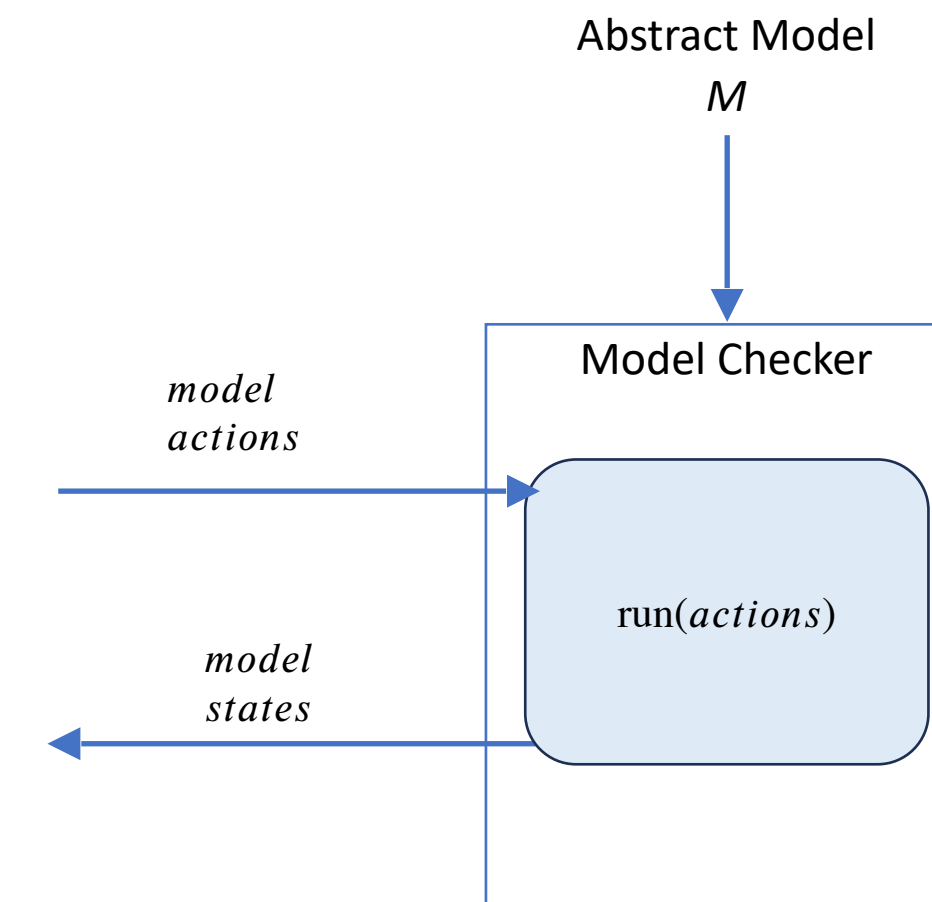 Abstract Model
M
Model Checker
model
actions
run(actions)
model
states